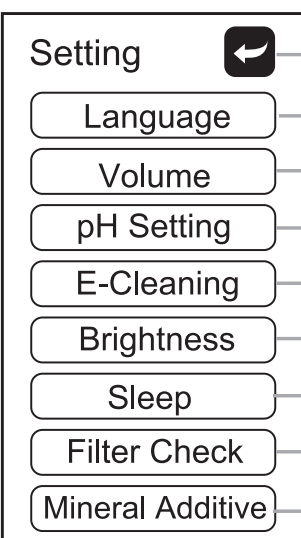 Setting
Language
Volume
pH Setting
E-Cleaning
Brightness
Sleep
Filter Check
Mineral Additive